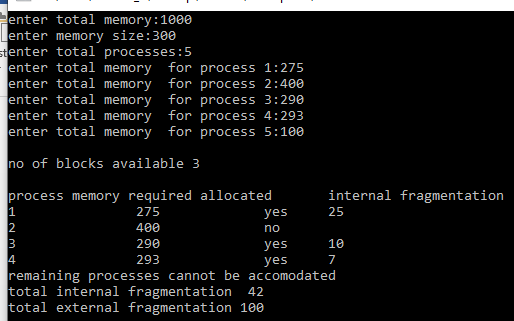 enter total memory:1000
enter memory size:300
enter total processes:5
enter total memory  for process 1:275
enter total memory  for process 2:400
enter total memory  for process 3:290
enter total memory  for process 4:293
enter total memory  for process 5:100
no of blocks available 3
process memory required allocated       internal fragmentation
1               275             yes     25
2               400             no
3               290             yes     10
4               293             yes     7
remaining processes cannot be accomodated
total internal fragmentation  42
total external fragmentation 100